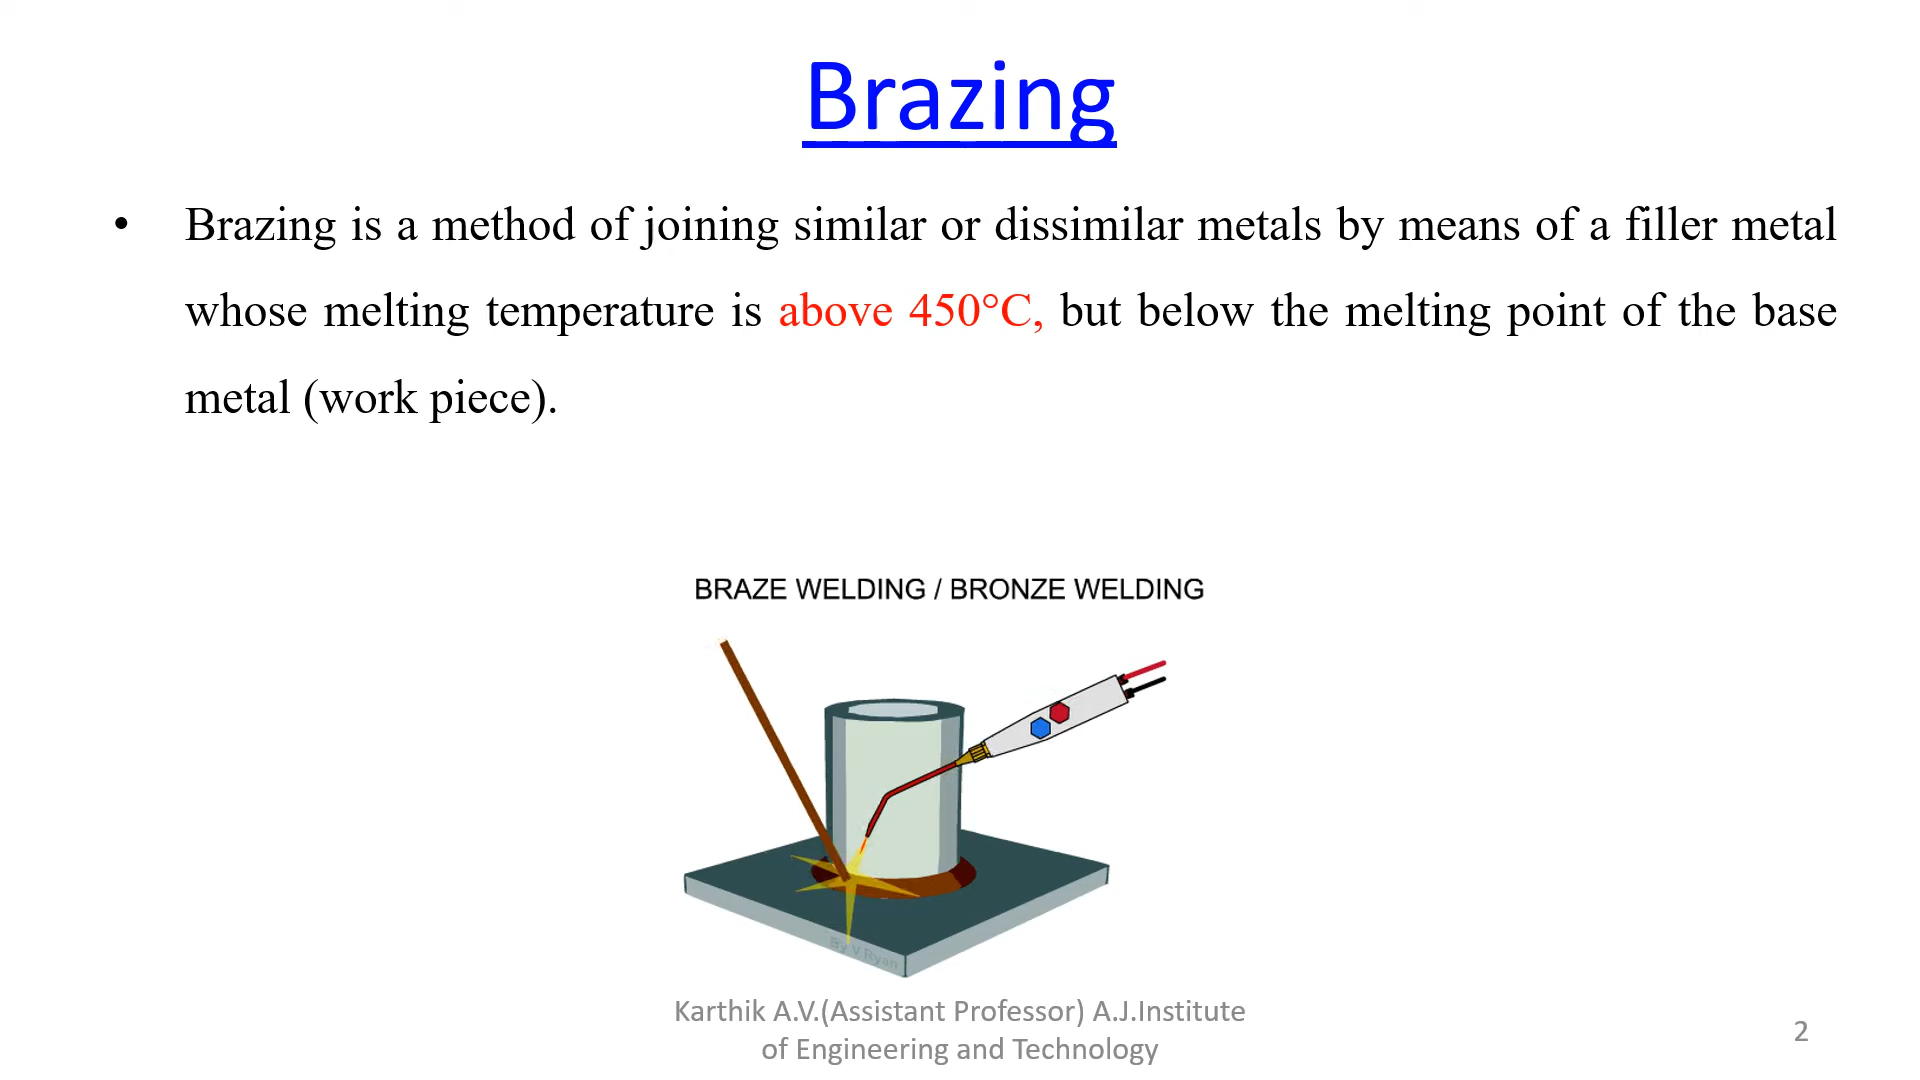 Brazing
• Brazing is a method of joining similar or dissimilar metals by means of a filler metal
whose melting temperature is above 450°C, but below the melting point of the base
metal (work piece).
BRAZE WELDING / BRONZE WELDING
By V Ryan
Karthik A.V.(Assistant Professor) A.J.Institute
of Engineering and Technology
2